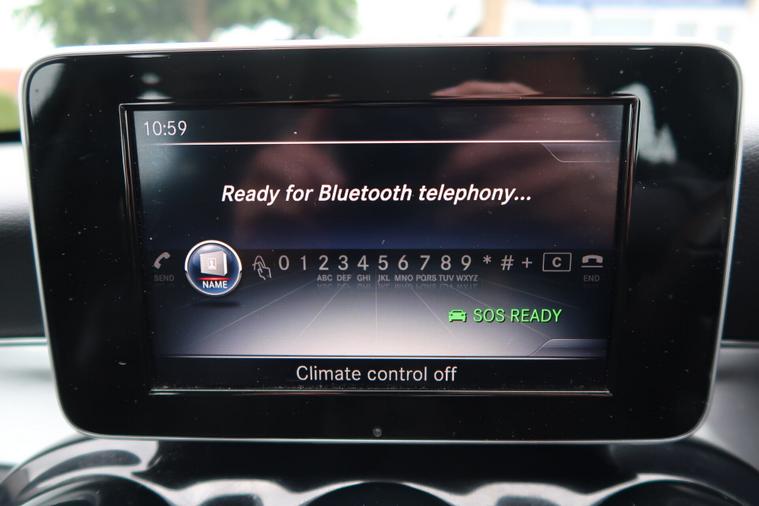 10:59
Ready for Bluetooth telephony...
SEND NAME 0 1 2 3 4 5 6 7 8 9 * # + C END
ABC DEF GHI JKL MNO PQRS TUV WXYZ
SOS READY
Climate control off